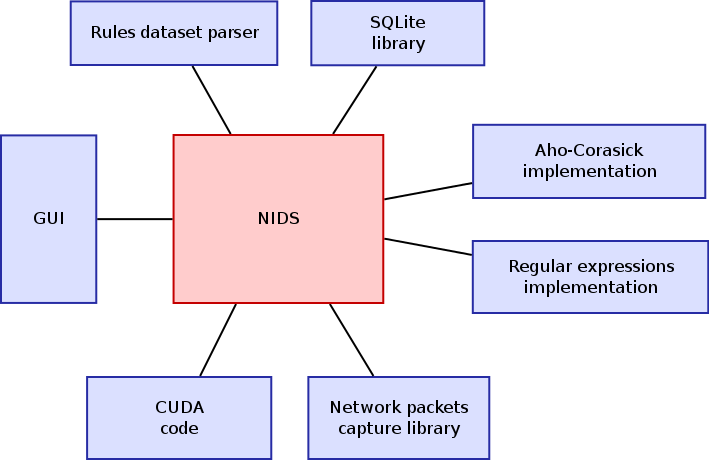 Rules dataset parser
SQLite
library
Aho-Corasick
implementation
GUI
NIDS
Regular expressions
implementation
CUDA
code
Network packets
capture library